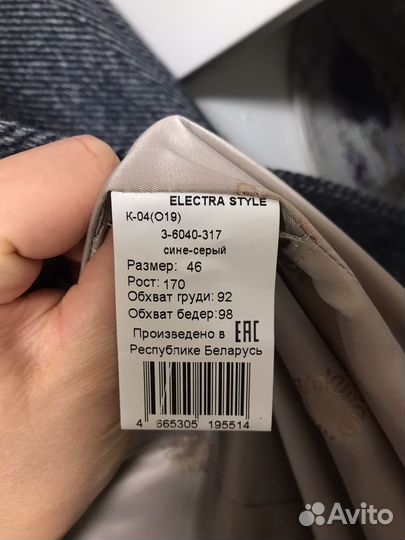 ELECTRA STYLE
К-04(О19)
3-6040-317
сине-серый
Размер: 46
Рост: 170
Обхват груди: 92
Обхват бедер: 98
Произведено в ЕАС
Республике Беларусь
4 665305 195514
Avito